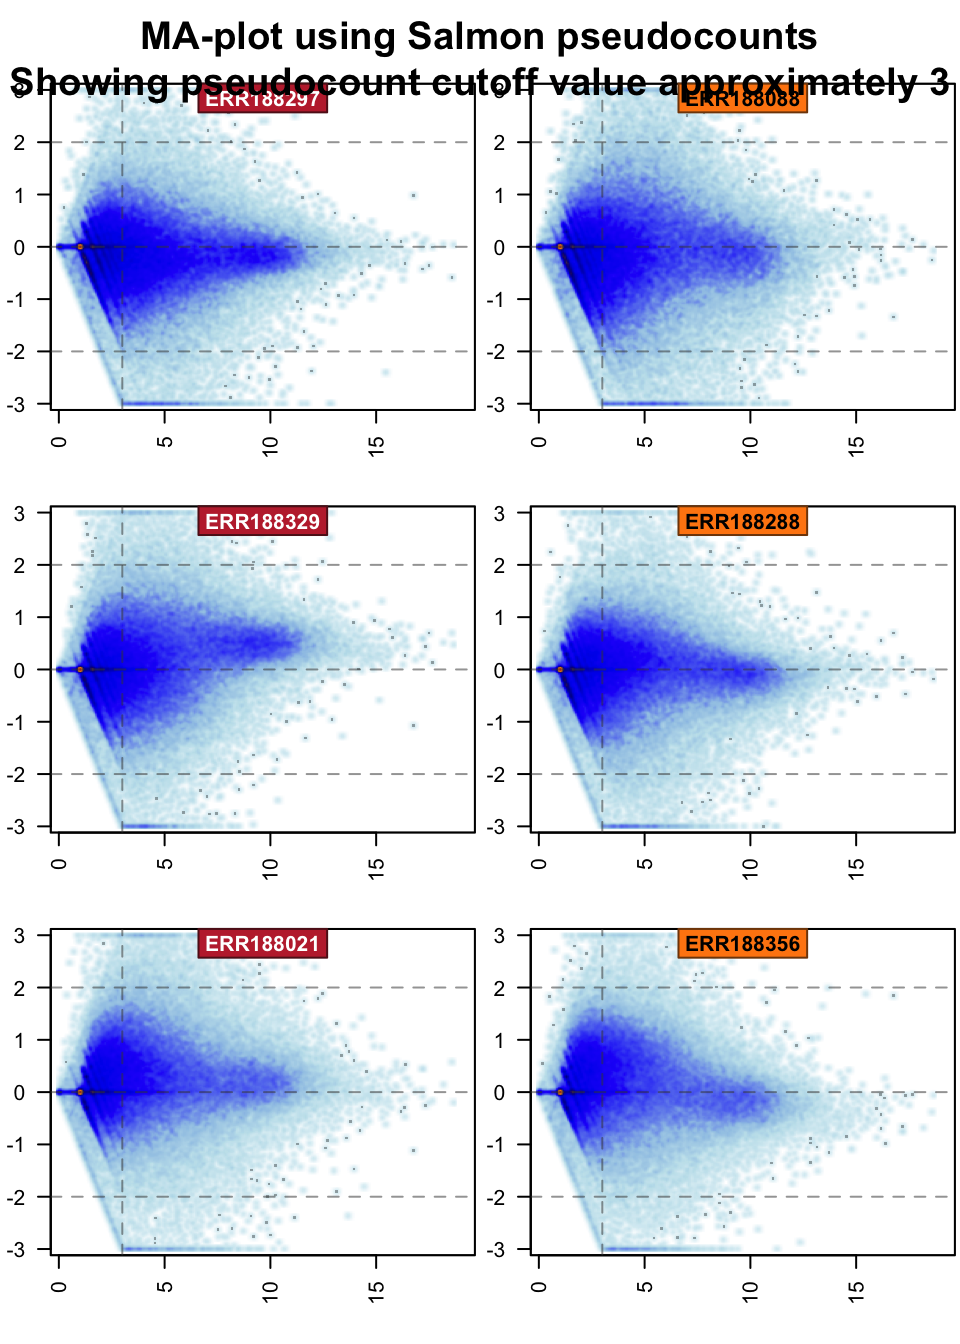 MA-plot using Salmon pseudocounts
Showing pseudocount cutoff value approximately 3
ERR188297 ERR188088
3 3
2 2
1 1
0 0
-1 -1
-2 -2
-3 -3
0 5 10 15 0 5 10 15
ERR188329 ERR188288
3 3
2 2
1 1
0 0
-1 -1
-2 -2
-3 -3
0 5 10 15 0 5 10 15
ERR188021 ERR188356
3 3
2 2
1 1
0 0
-1 -1
-2 -2
-3 -3
0 5 10 15 0 5 10 15